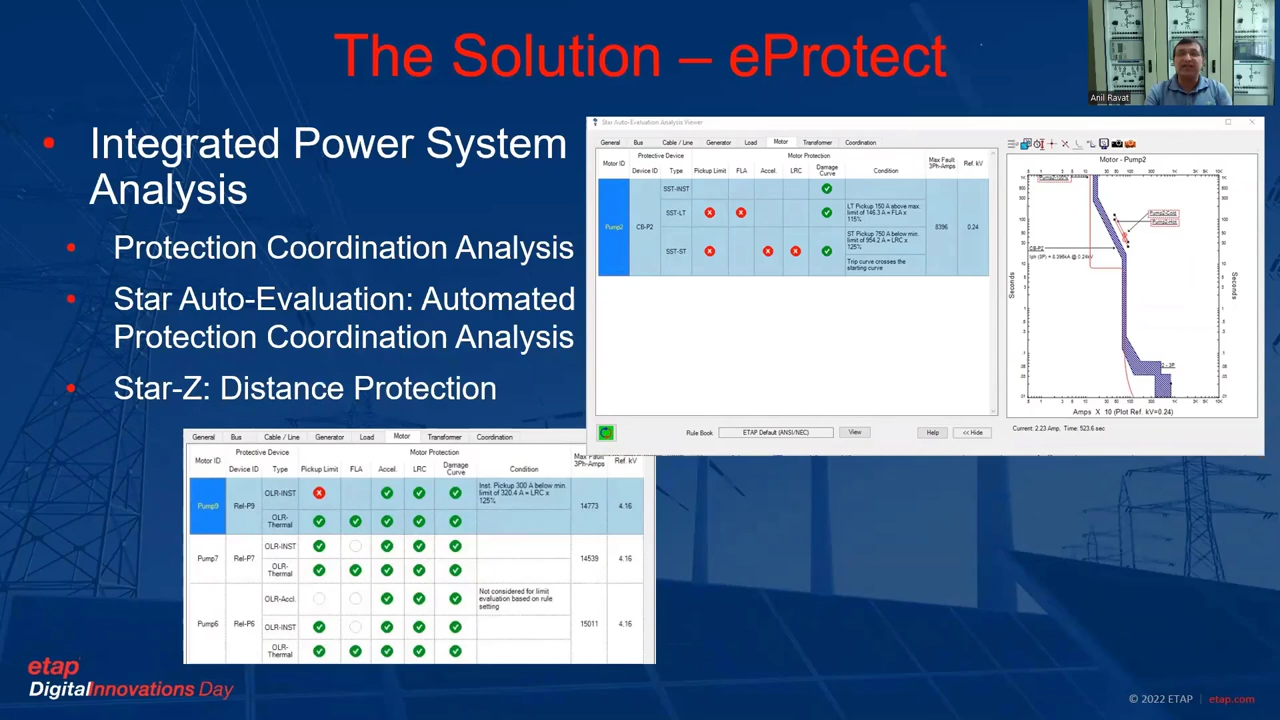 The Solution – eProtect
Anil Ravat
• Integrated Power System
Analysis
• Protection Coordination Analysis
• Star Auto-Evaluation: Automated
Protection Coordination Analysis
• Star-Z: Distance Protection
Star Auto-Evaluation Analysis Viewer
General Bus Cable / Line Generator Load Motor Transformer Coordination
Motor ID Protective Device Motor Protection Max Fault 3Ph-Amps Ref. kV
Device ID Type Pickup Limit FLA Accel. LRC Damage Curve Condition
Pump2 CB-P2 8396 0.24
SST-INST
SST-LT LT Pickup 150 A above max.
limit of 146.3 A = FLA x
115%
SST-ST ST Pickup 750 A below min.
limit of 954.2 A = LRC x
125%
Trip curve crosses the
starting curve
Rule Book ETAP Default (ANSI/NEC) View Help << Hide
Motor - Pump2
Pump2-Cold
Pump2-Hot
CB-P2
Seconds
Seconds
Amps X 10 (Plot Ref. kV=0.24)
Current: 2.23 Amp, Time: 523.6 sec
General Bus Cable / Line Generator Load Motor Transformer Coordination
Motor ID Protective Device Motor Protection Max Fault 3Ph-Amps Ref. kV
Device ID Type Pickup Limit FLA Accel. LRC Damage Curve Condition
Pump9 Rel-P9 14773 4.16
OLR-INST Inst. Pickup 300 A below min.
limit of 320.4 A = LRC x
125%
OLR-
Thermal
Pump7 Rel-P7 14539 4.16
OLR-INST
OLR-
Thermal
Pump6 Rel-P6 15011 4.16
OLR-Accl. Not considered for limit
evaluation based on rule
setting
OLR-INST
OLR-
Thermal
etap
DigitalInnovations Day
© 2022 ETAP | etap.com